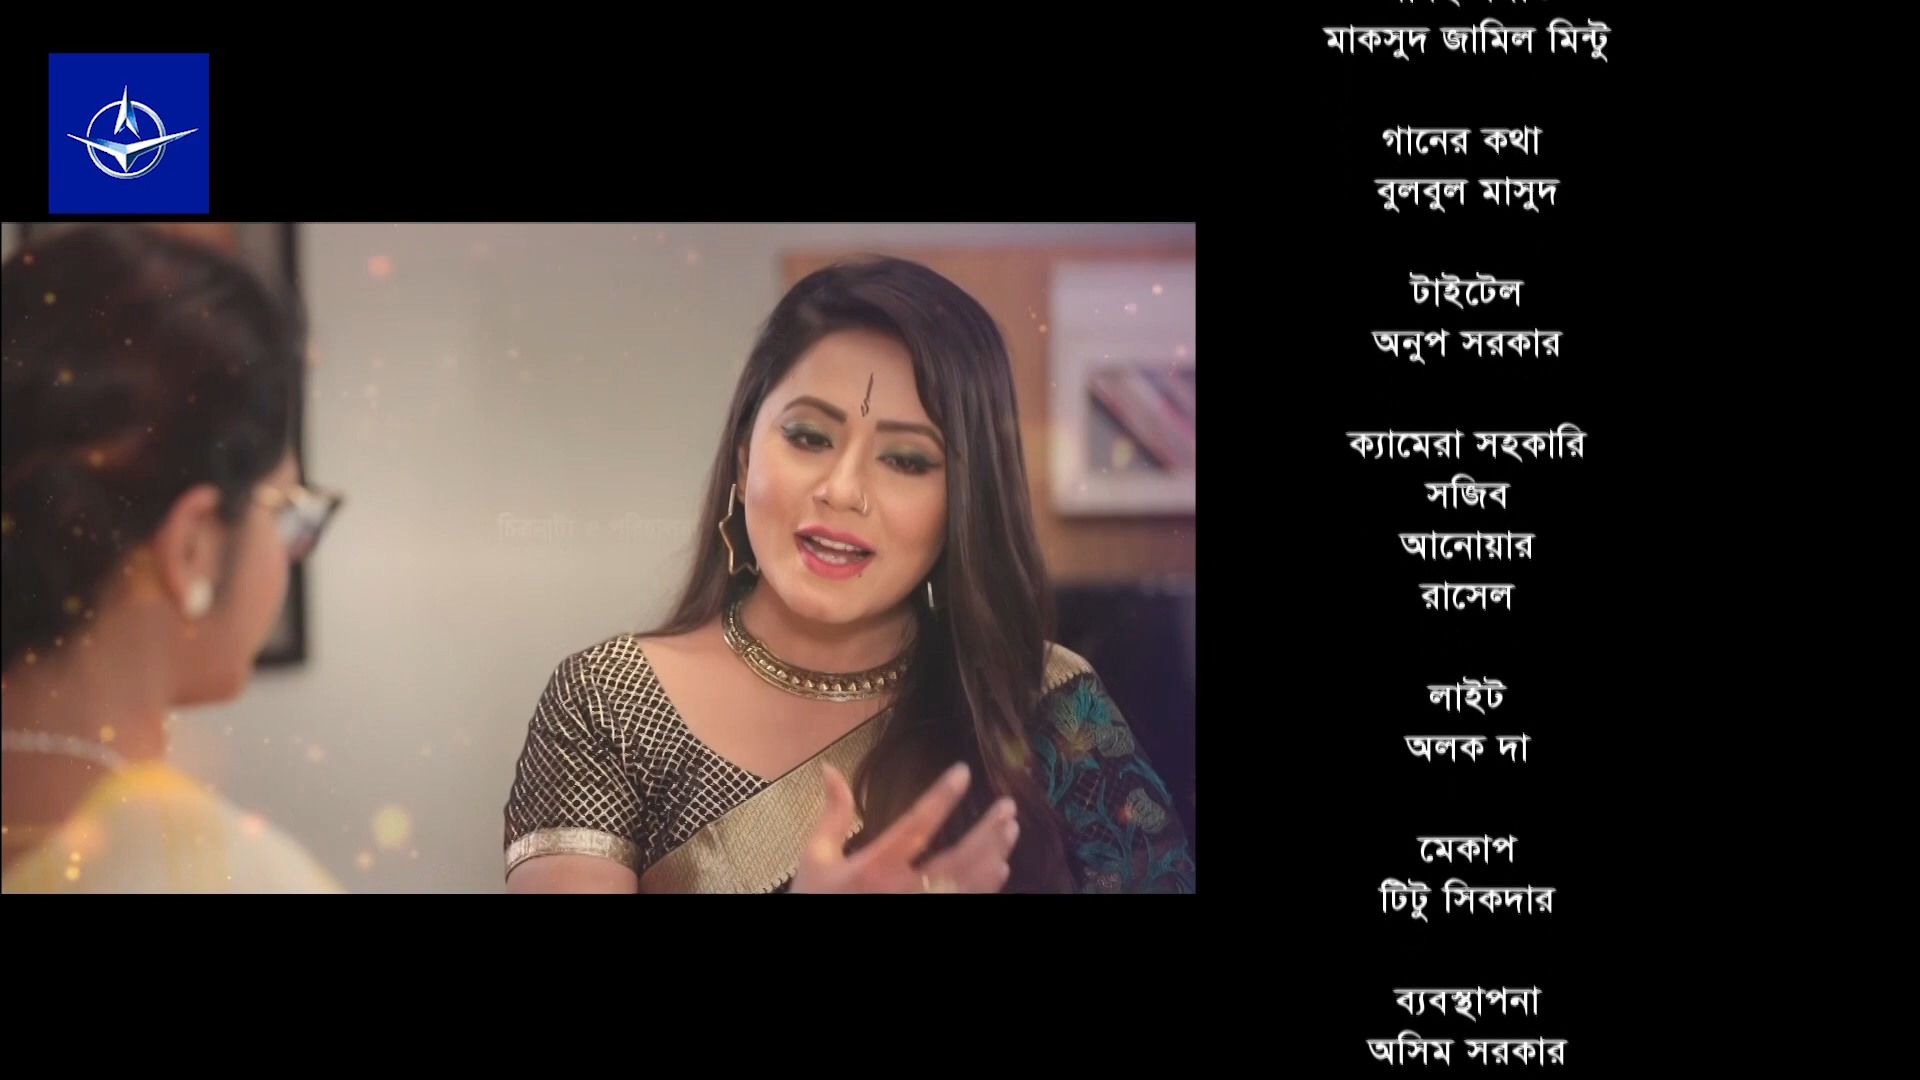 মাকসুদ জামিল মিন্টু
গানের কথা
বুলবুল মাসুদ
টাইটেল
অনুপ সরকার
ক্যামেরা সহকারি
সজিব
আনোয়ার
রাসেল
লাইট
অলক দা
মেকাপ
টিটু সিকদার
ব্যবস্থাপনা
অসিম সরকার